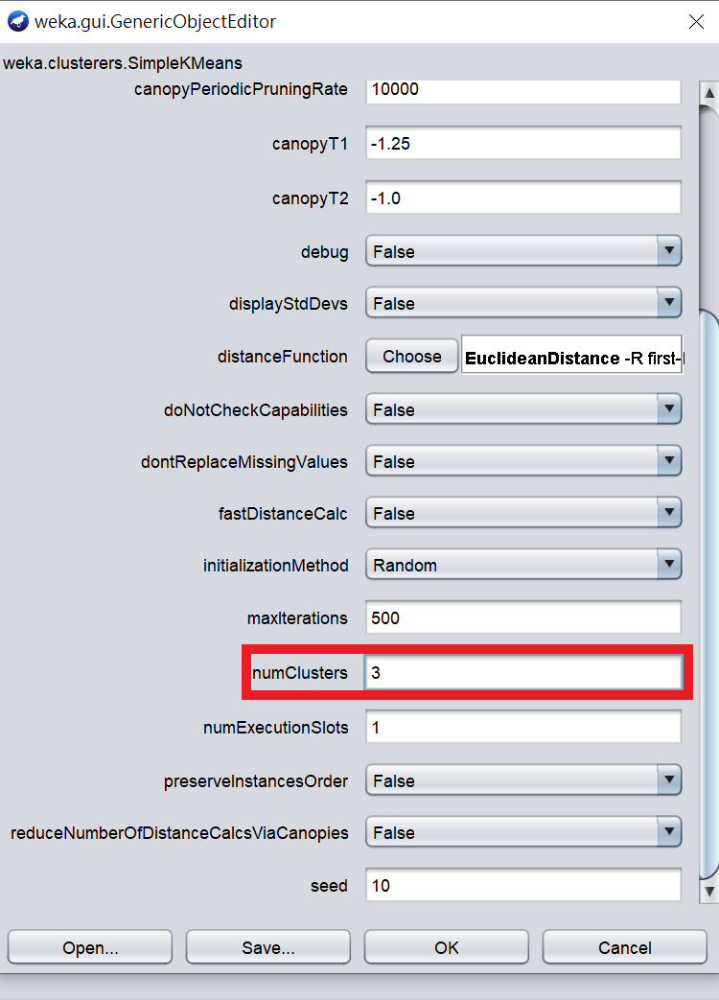 weka.gui.GenericObjectEditor
weka.clusterers.SimpleKMeans
canopyPeriodicPruningRate 10000
canopyT1 -1.25
canopyT2 -1.0
debug False
displayStdDevs False
distanceFunction Choose EuclideanDistance -R first-
doNotCheckCapabilities False
dontReplaceMissingValues False
fastDistanceCalc False
initializationMethod Random
maxIterations 500
numClusters 3
numExecutionSlots 1
preserveInstancesOrder False
reduceNumberOfDistanceCalcsViaCanopies False
seed 10
Open... Save... OK Cancel